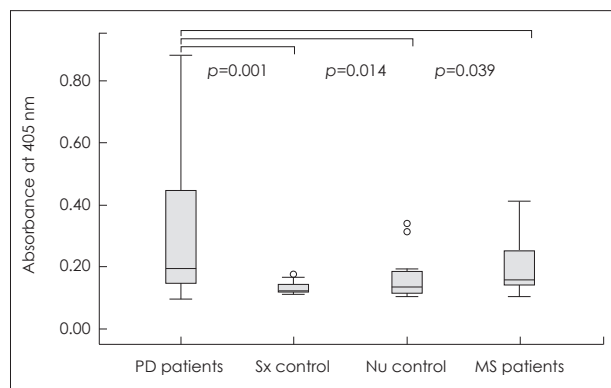 Absorbance at 405 nm
0.80
0.60
0.40
0.20
0.00
p=0.001
p=0.014
p=0.039
PD patients
Sx control
Nu control
MS patients